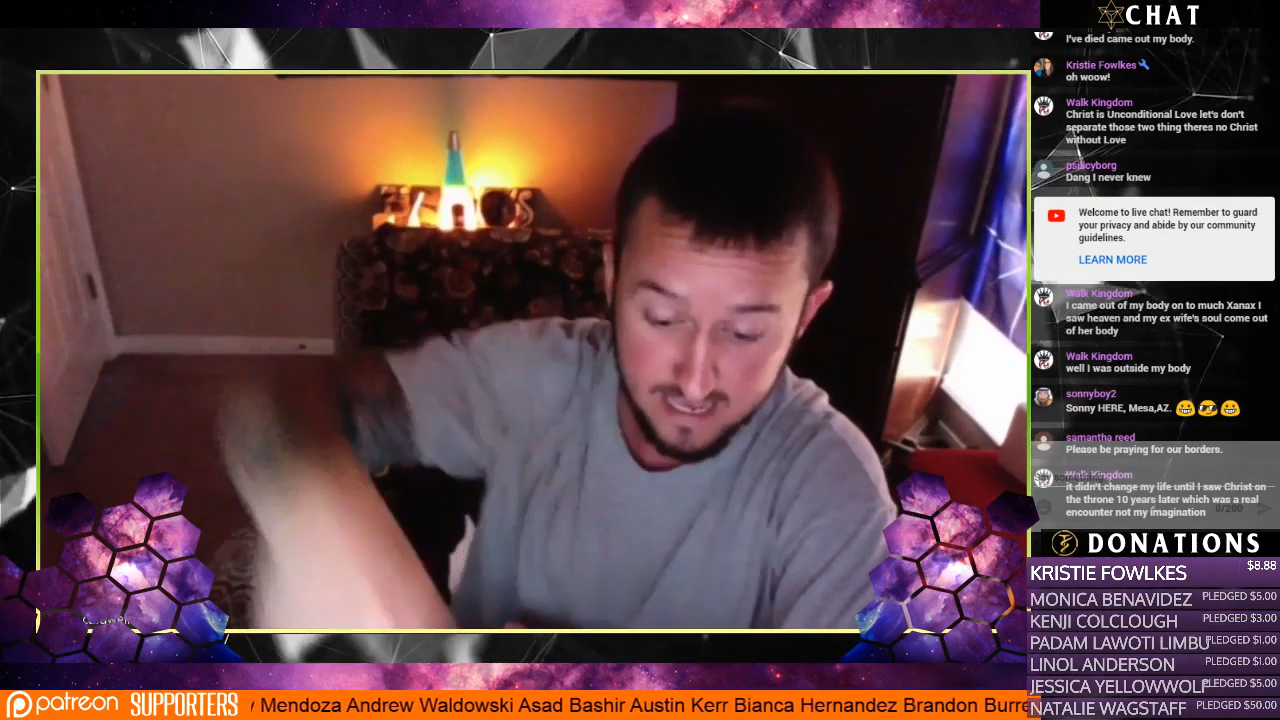 CHAT
I've died came out my body.
Kristie Fowlkes
oh woow!
Walk Kingdom
Christ is Unconditional Love let's don't
separate those two thing theres no Christ
without Love
psilicyborg
Dang I never knew
Welcome to live chat! Remember to guard
your privacy and abide by our community
guidelines.
LEARN MORE
Walk Kingdom
I came out of my body on to much Xanax I
saw heaven and my ex wife's soul come out
of her body
Walk Kingdom
well I was outside my body
sonnyboy2
Sonny HERE, Mesa,AZ.
samantha reed
Please be praying for our borders.
Walk Kingdom
it didn't change my life until I saw Christ on
the throne 10 years later which was a real
encounter not my imagination
0/200
DONATIONS
KRISTIE FOWLKES $8.88
MONICA BENAVIDEZ PLEDGED $5.00
KENJI COLCLOUGH PLEDGED $3.00
PADAM LAWOTI LIMBU PLEDGED $1.00
LINOL ANDERSON PLEDGED $1.00
JESSICA YELLOWWOLF PLEDGED $5.00
NATALIE WAGSTAFF PLEDGED $50.00
patreon SUPPORTERS Mendoza Andrew Waldowski Asad Bashir Austin Kerr Bianca Hernandez Brandon Burre